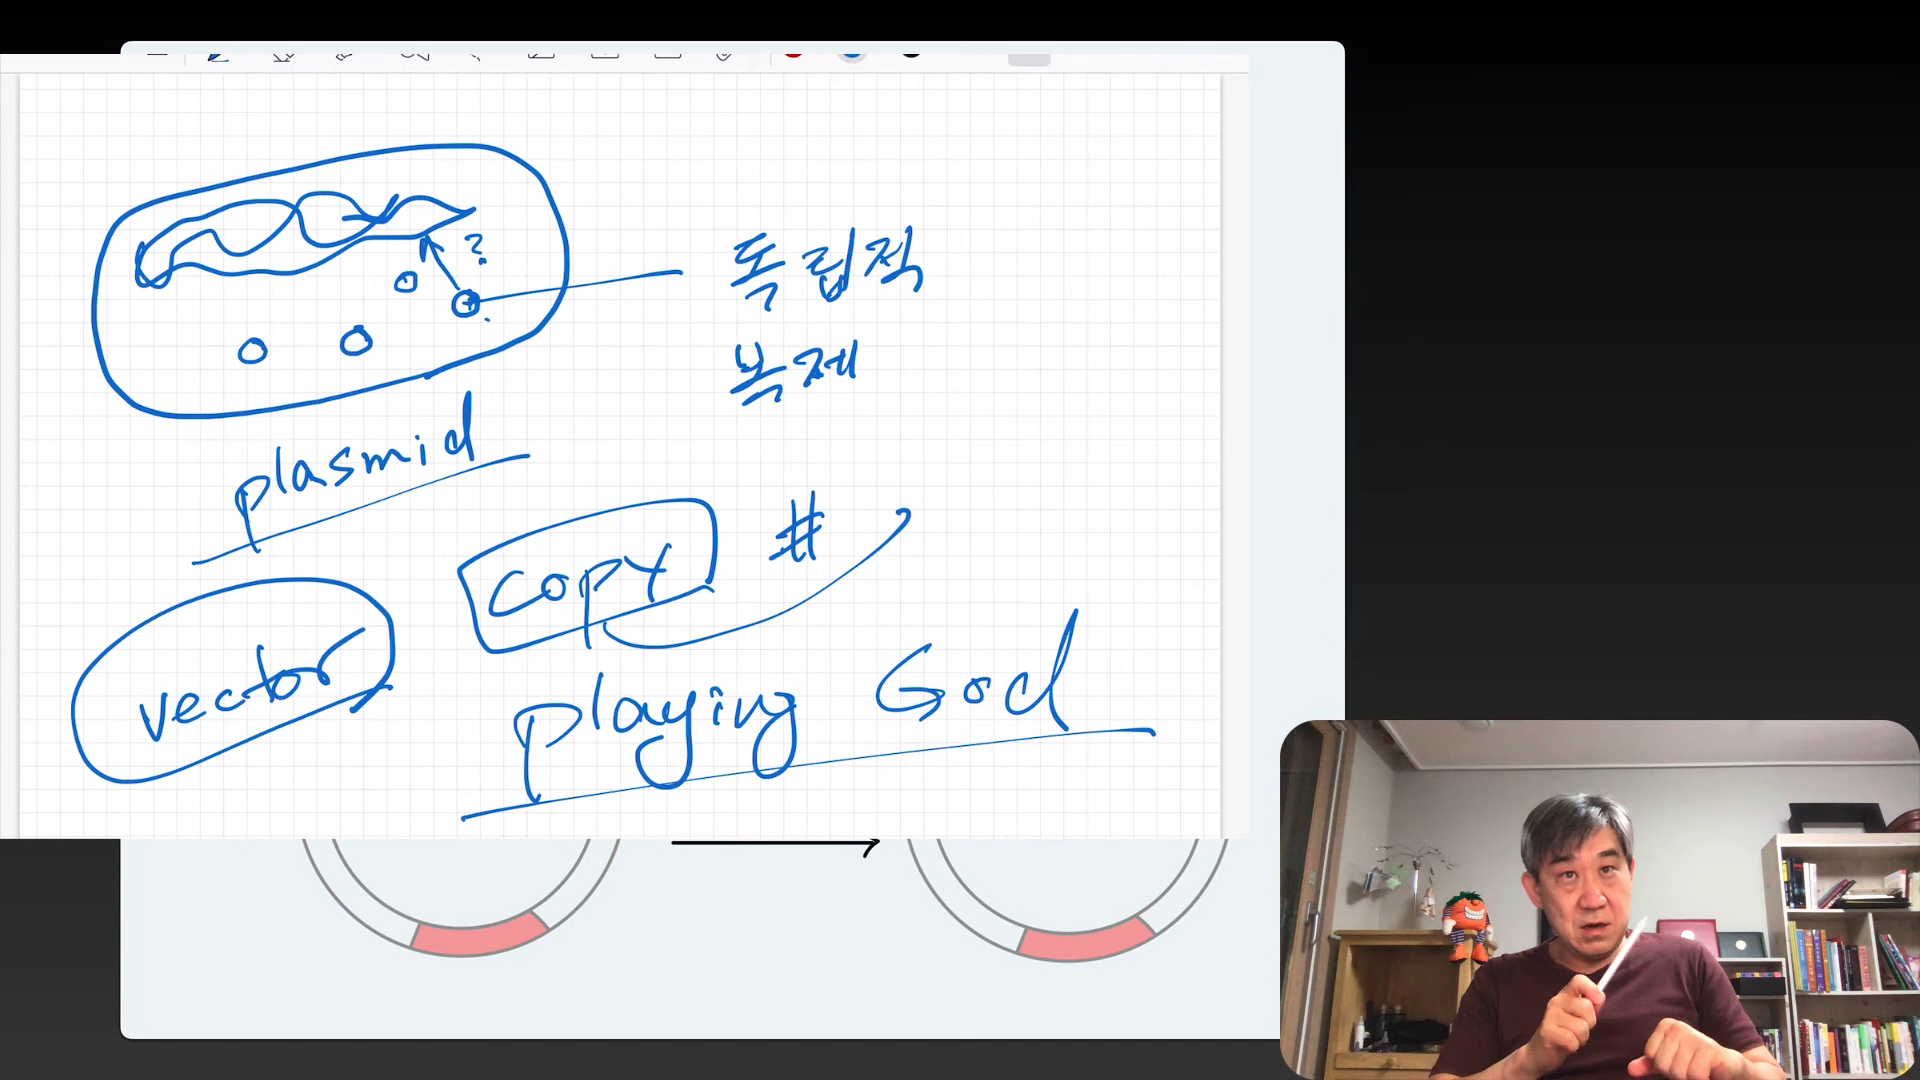 ?
독립적
복제
plasmid
copy #
vector
playing God